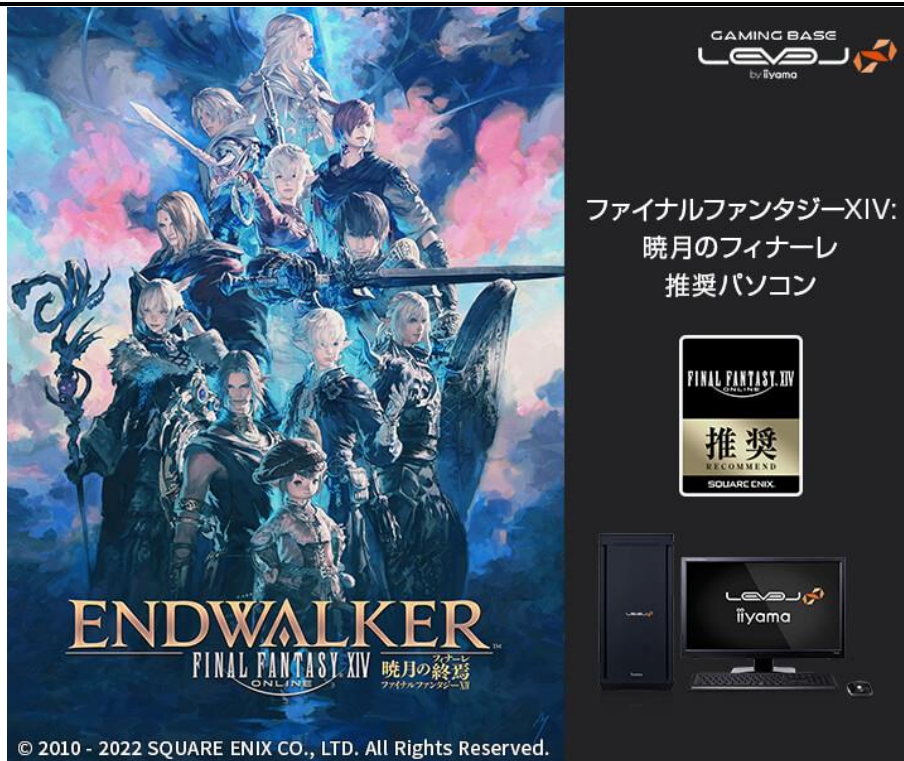 GAMING BASE
LEVEL∞
by iiyama
ファイナルファンタジーXIV:
暁月のフィナーレ
推奨パソコン
FINAL FANTASY XIV
ONLINE
推奨
RECOMMEND
SQUARE ENIX.
LEVEL∞
LEVEL∞
iiyama
ENDWALKER™
FINAL FANTASY XIV
ONLINE
フィナーレ
暁月の終焉
ファイナルファンタジーXIV
© 2010 - 2022 SQUARE ENIX CO., LTD. All Rights Reserved.